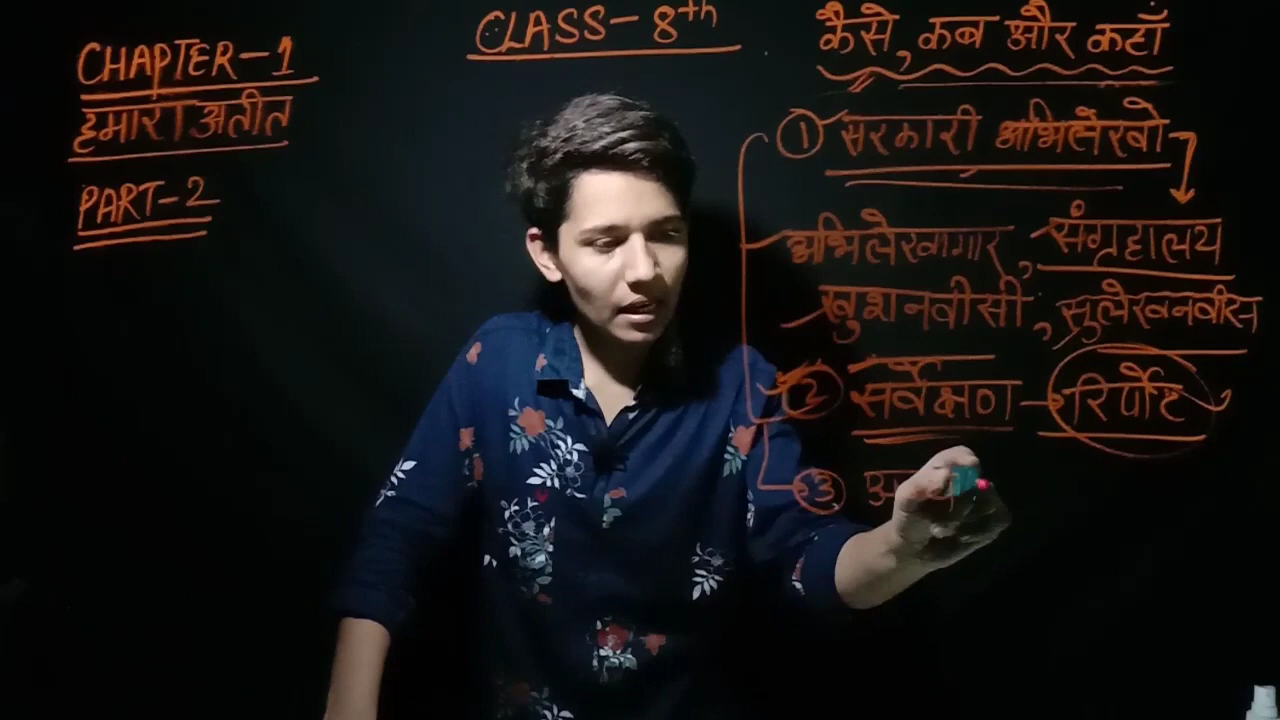 CLASS-8th
CHAPTER-1
हमारा अतीत
PART-2
कैसे, कब और कहाँ
① सरकारी अभिलेखो
अभिलेखागार, संग्रहालय
खुशनवीसी, सुलेखनवीस
② सर्वेक्षण → रिर्पोट
③